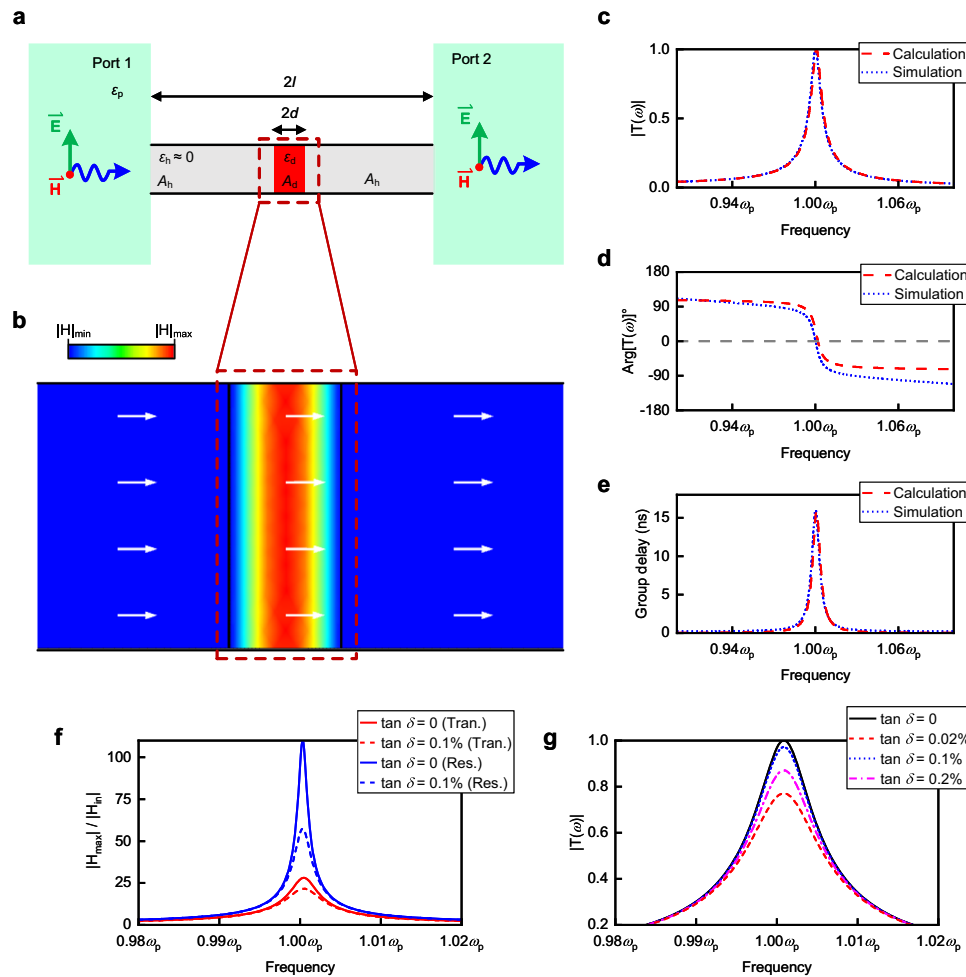 a
Port 1
εp
E
H
2l
2d
εh ≈ 0
εd
Ah
Ad
Ah
Port 2
E
H
b
|H|min
|H|max
c
Calculation
Simulation
|T(ω)|
1.0
0.5
0.0
0.94ωp
1.00ωp
1.06ωp
Frequency
d
Calculation
Simulation
Arg[T(ω)]°
180
90
0
-90
-180
0.94ωp
1.00ωp
1.06ωp
Frequency
e
Calculation
Simulation
Group delay (ns)
15
10
5
0
0.94ωp
1.00ωp
1.06ωp
Frequency
f
tan δ = 0 (Tran.)
tan δ = 0.1% (Tran.)
tan δ = 0 (Res.)
tan δ = 0.1% (Res.)
|Hmax| / |Hin|
100
75
50
25
0
0.98ωp
0.99ωp
1.00ωp
1.01ωp
1.02ωp
Frequency
g
tan δ = 0
tan δ = 0.02%
tan δ = 0.1%
tan δ = 0.2%
|T(ω)|
1.0
0.8
0.6
0.4
0.2
0.98ωp
0.99ωp
1.00ωp
1.01ωp
1.02ωp
Frequency